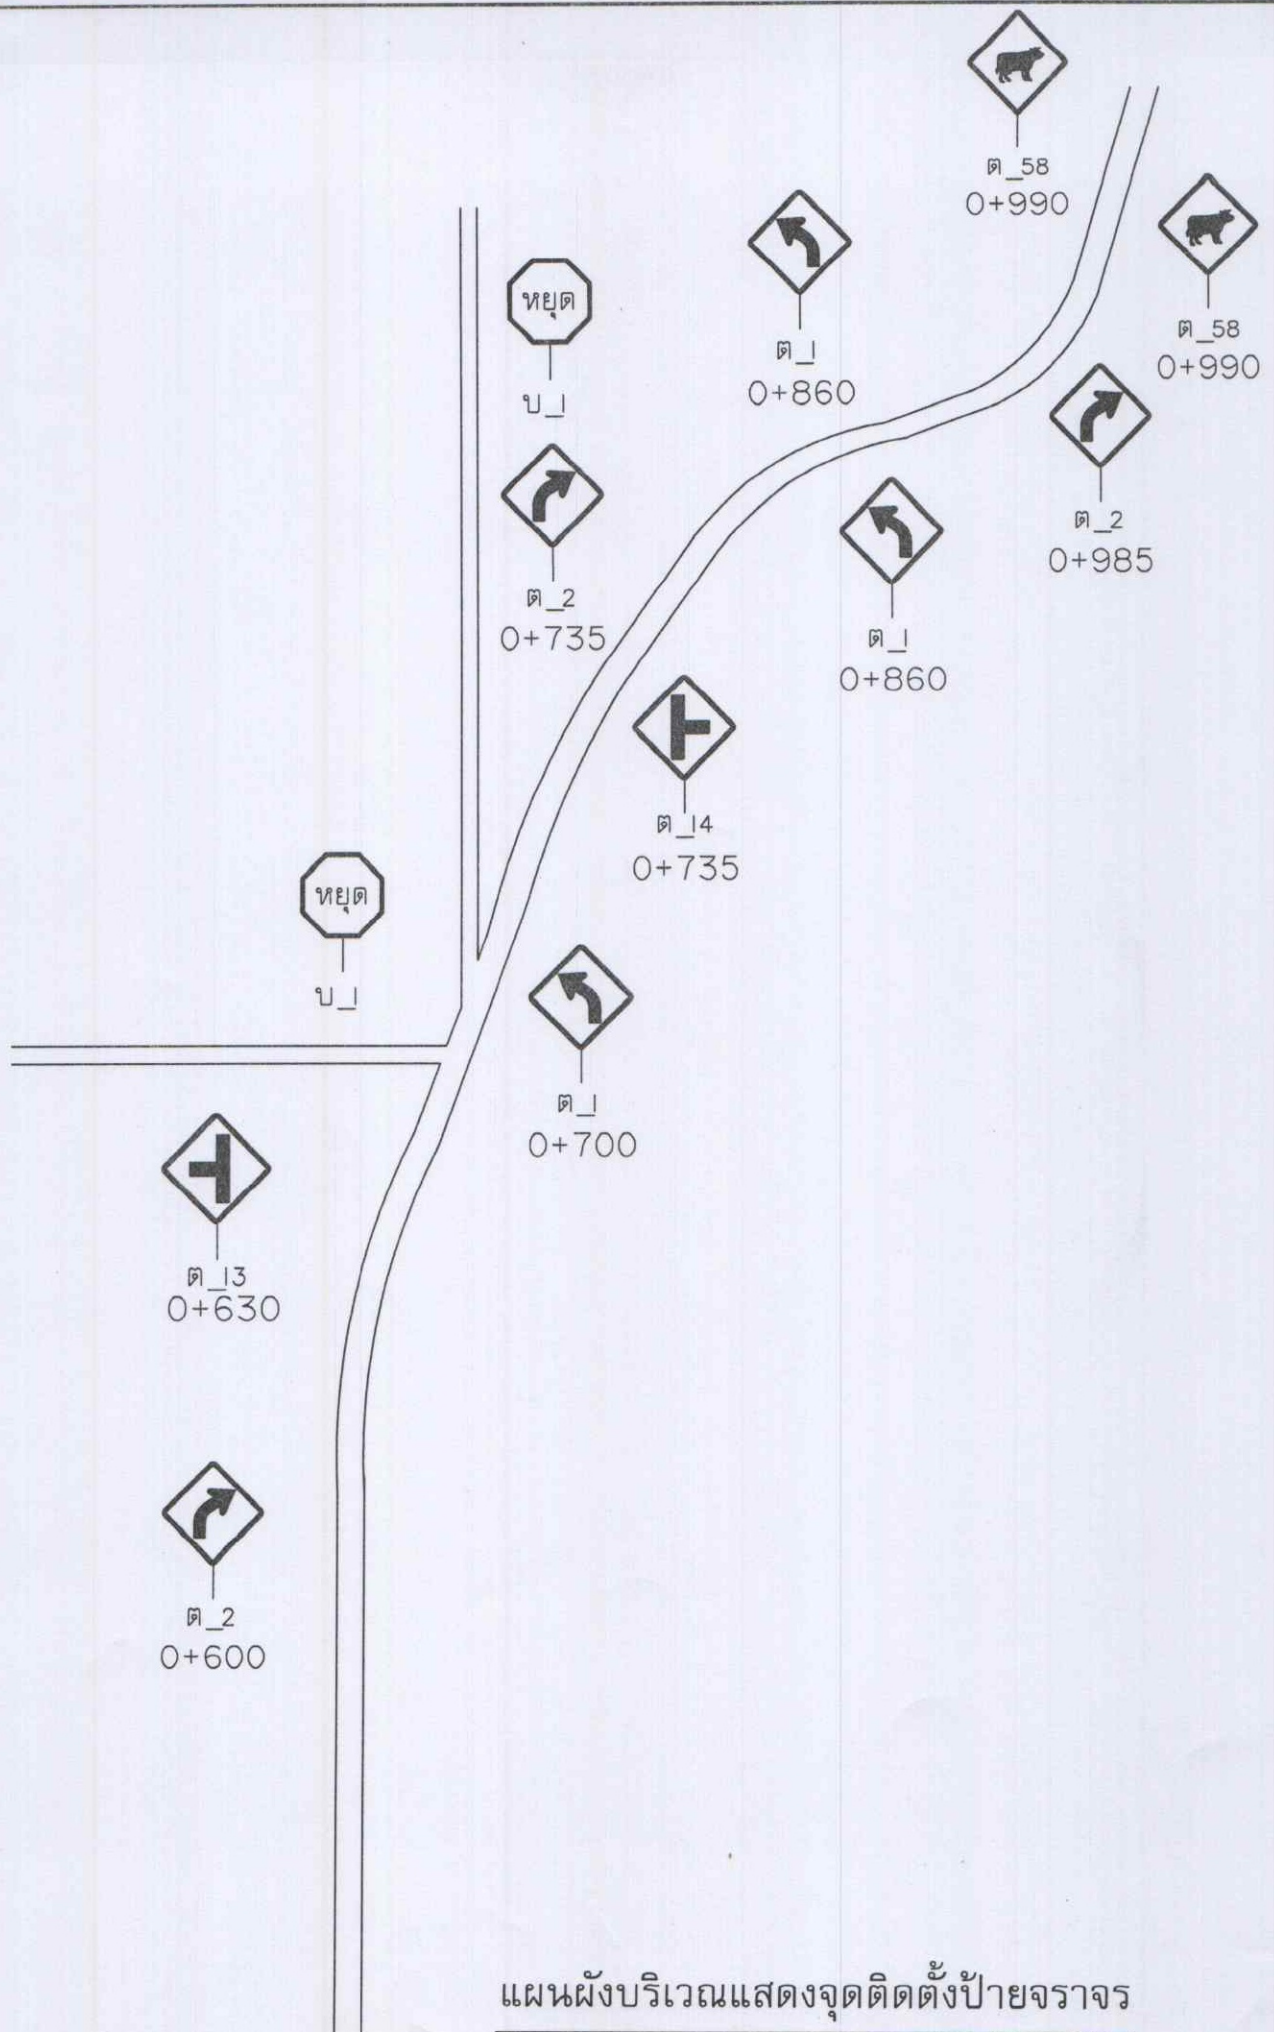 ต_58
0+990
ต_58
0+990
หยุด
บ_1
ต_1
0+860
ต_2
0+985
ต_2
0+735
ต_1
0+860
ต_14
0+735
หยุด
บ_1
ต_1
0+700
ต_13
0+630
ต_2
0+600
แผนผังบริเวณแสดงจุดติดตั้งป้ายจราจร